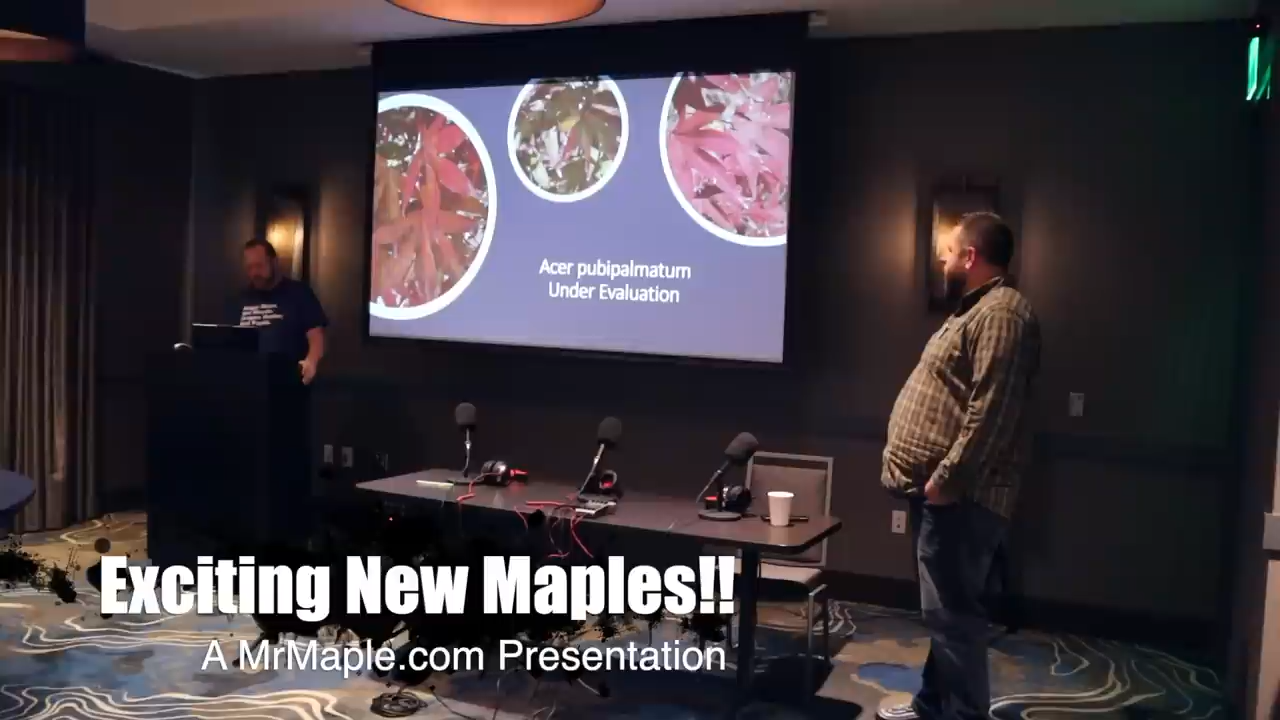 Acer pubipalmatum
Under Evaluation
Exciting New Maples!!
A MrMaple.com Presentation